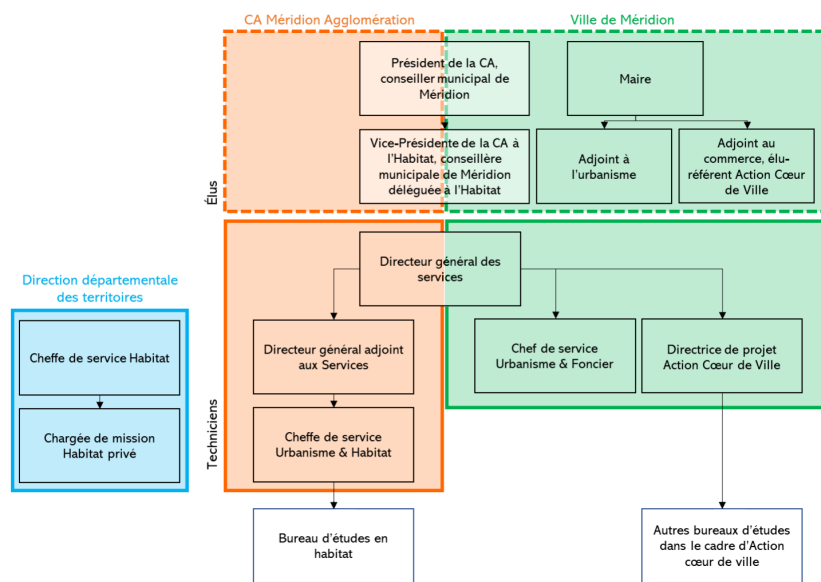 CA Méridion Agglomération
Ville de Méridion
Président de la CA,
conseiller municipal de
Méridion
Maire
Vice-Présidente de la CA à
l'Habitat, conseillère
municipale de Méridion
déléguée à l'Habitat
Adjoint à
l'urbanisme
Adjoint au
commerce, élu-
référent Action Cœur
de Ville
Élus
Directeur général des
services
Direction départementale
des territoires
Cheffe de service Habitat
Directeur général adjoint
aux Services
Chef de service
Urbanisme & Foncier
Directrice de projet
Action Cœur de Ville
Chargée de mission
Habitat privé
Cheffe de service
Urbanisme & Habitat
Techniciens
Bureau d'études en
habitat
Autres bureaux d'études
dans le cadre d'Action
cœur de ville